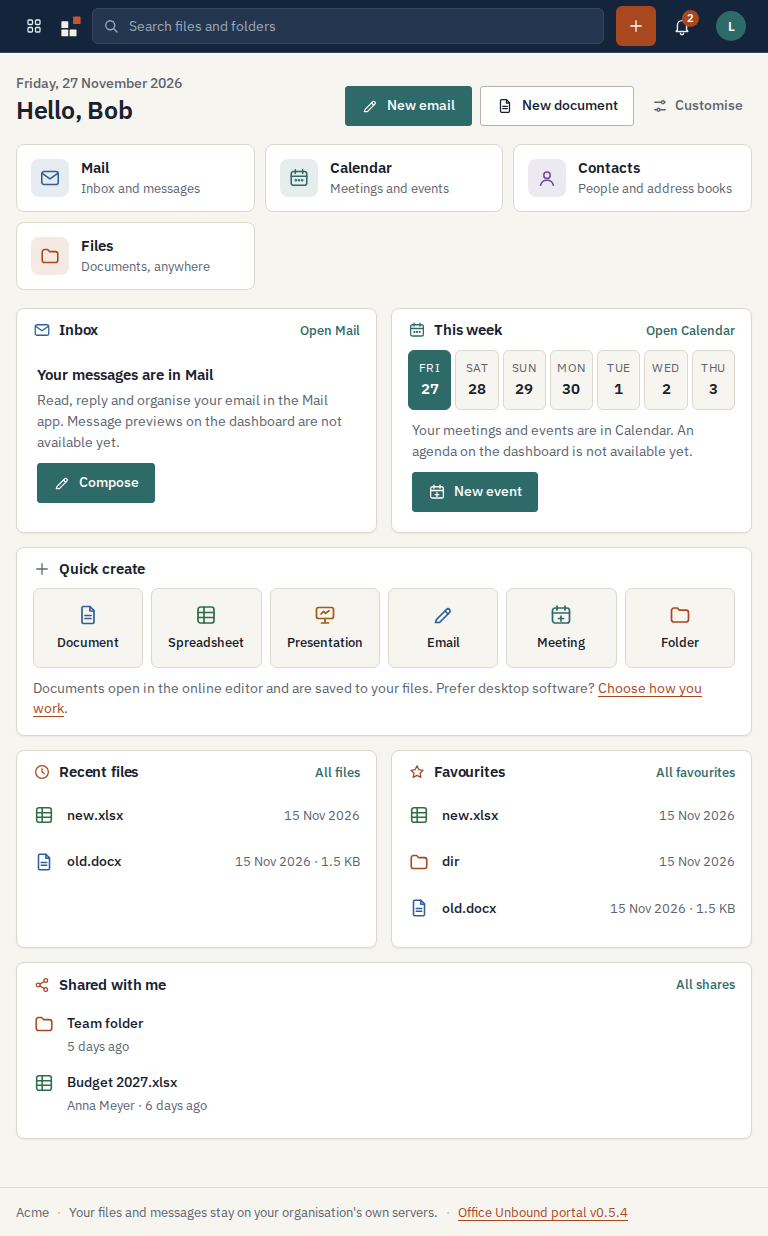 Search files and folders
2
L
Friday, 27 November 2026
Hello, Bob
New email
New document
Customise
Mail
Inbox and messages
Calendar
Meetings and events
Contacts
People and address books
Files
Documents, anywhere
Inbox
Open Mail
Your messages are in Mail
Read, reply and organise your email in the Mail
app. Message previews on the dashboard are not
available yet.
Compose
This week
Open Calendar
FRI 27
SAT 28
SUN 29
MON 30
TUE 1
WED 2
THU 3
Your meetings and events are in Calendar. An
agenda on the dashboard is not available yet.
New event
Quick create
Document
Spreadsheet
Presentation
Email
Meeting
Folder
Documents open in the online editor and are saved to your files. Prefer desktop software? Choose how you
work.
Recent files
All files
new.xlsx
15 Nov 2026
old.docx
15 Nov 2026 · 1.5 KB
Favourites
All favourites
new.xlsx
15 Nov 2026
dir
15 Nov 2026
old.docx
15 Nov 2026 · 1.5 KB
Shared with me
All shares
Team folder
5 days ago
Budget 2027.xlsx
Anna Meyer · 6 days ago
Acme · Your files and messages stay on your organisation's own servers. · Office Unbound portal v0.5.4